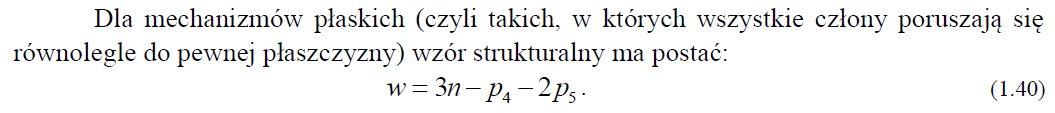 Dla mechanizmów płaskich (czyli takich, w których wszystkie człony poruszają się
równolegle do pewnej płaszczyzny) wzór strukturalny ma postać:
w = 3n − p₄ − 2p₅ . (1.40)